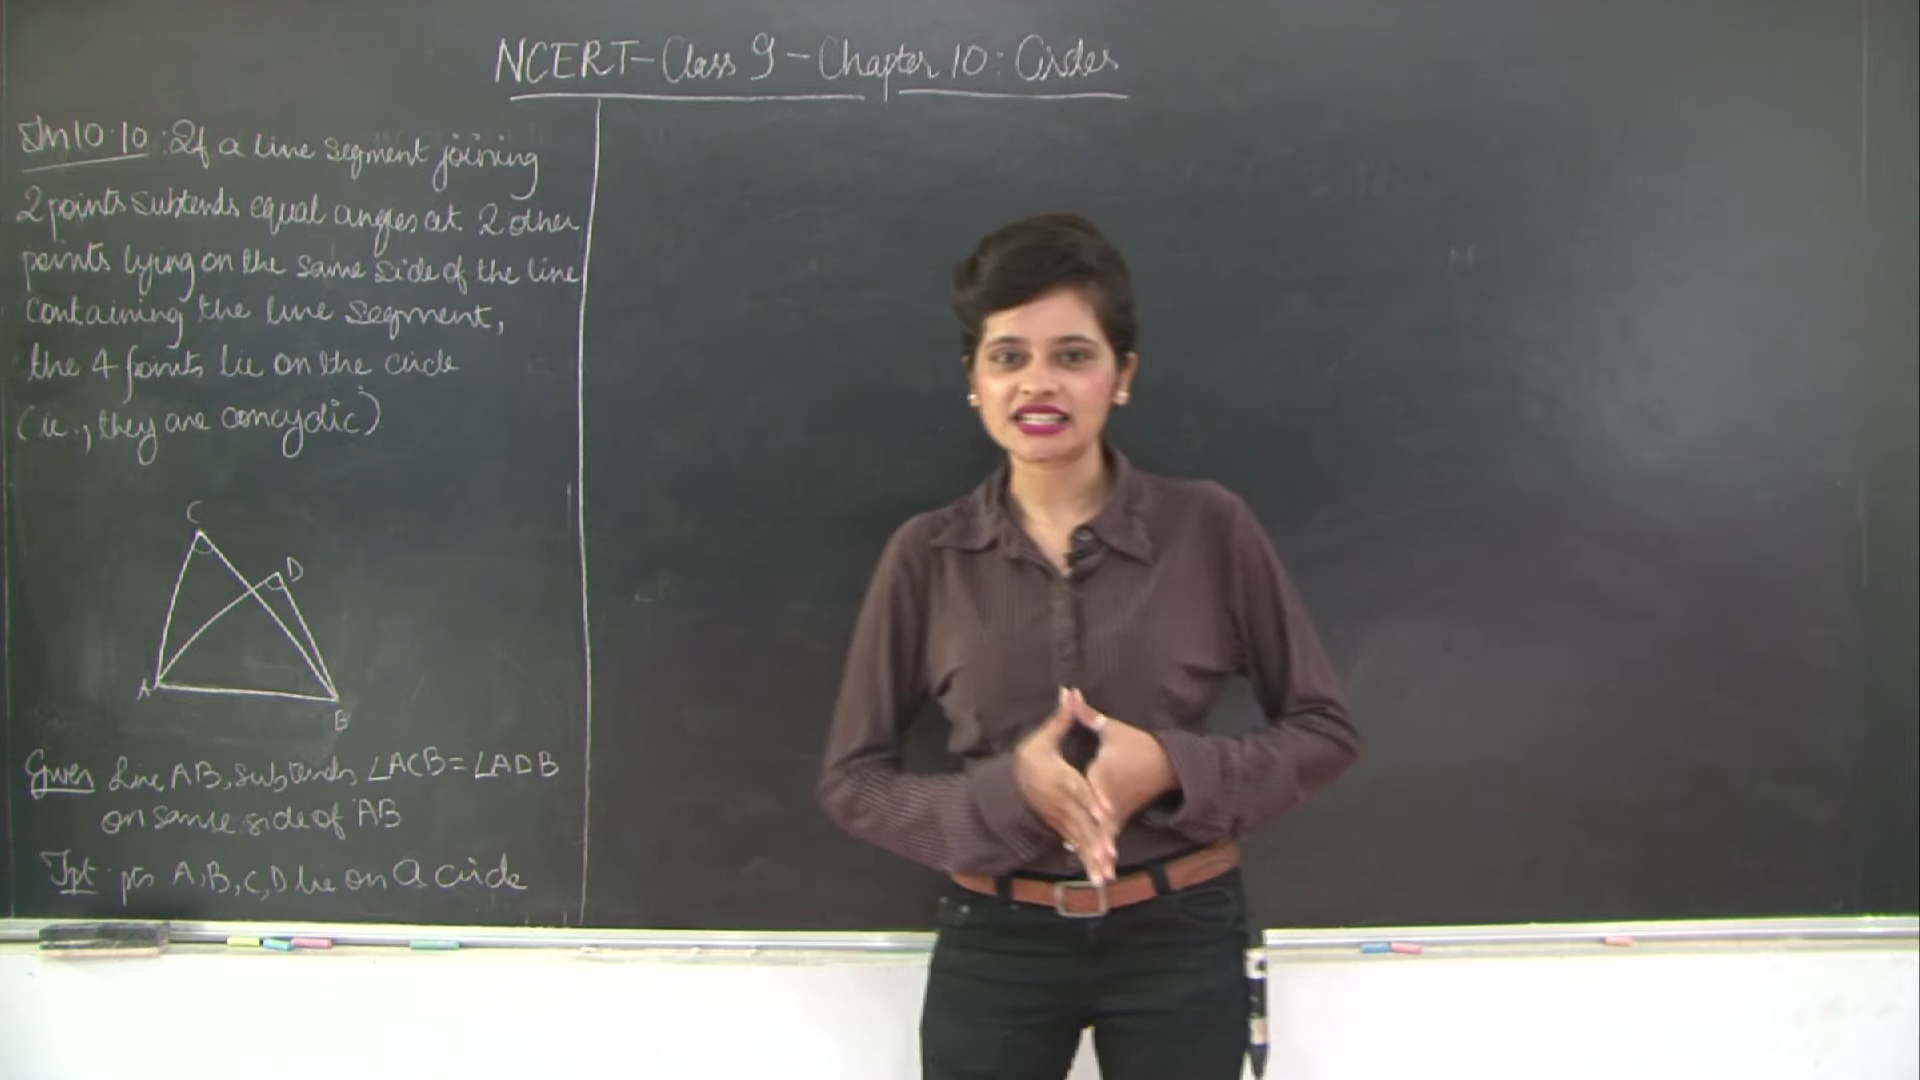 NCERT - Class 9 - Chapter 10: Circles
Thm 10.10 : If a line segment joining
2 points subtends equal angles at 2 other
points lying on the same side of the line
containing the line segment,
the 4 points lie on the circle
(ie., they are concyclic)
C
D
A
B
Given Line AB, subtends ∠ACB = ∠ADB
on same side of AB
Tpt. pts A, B, C, D lie on a circle